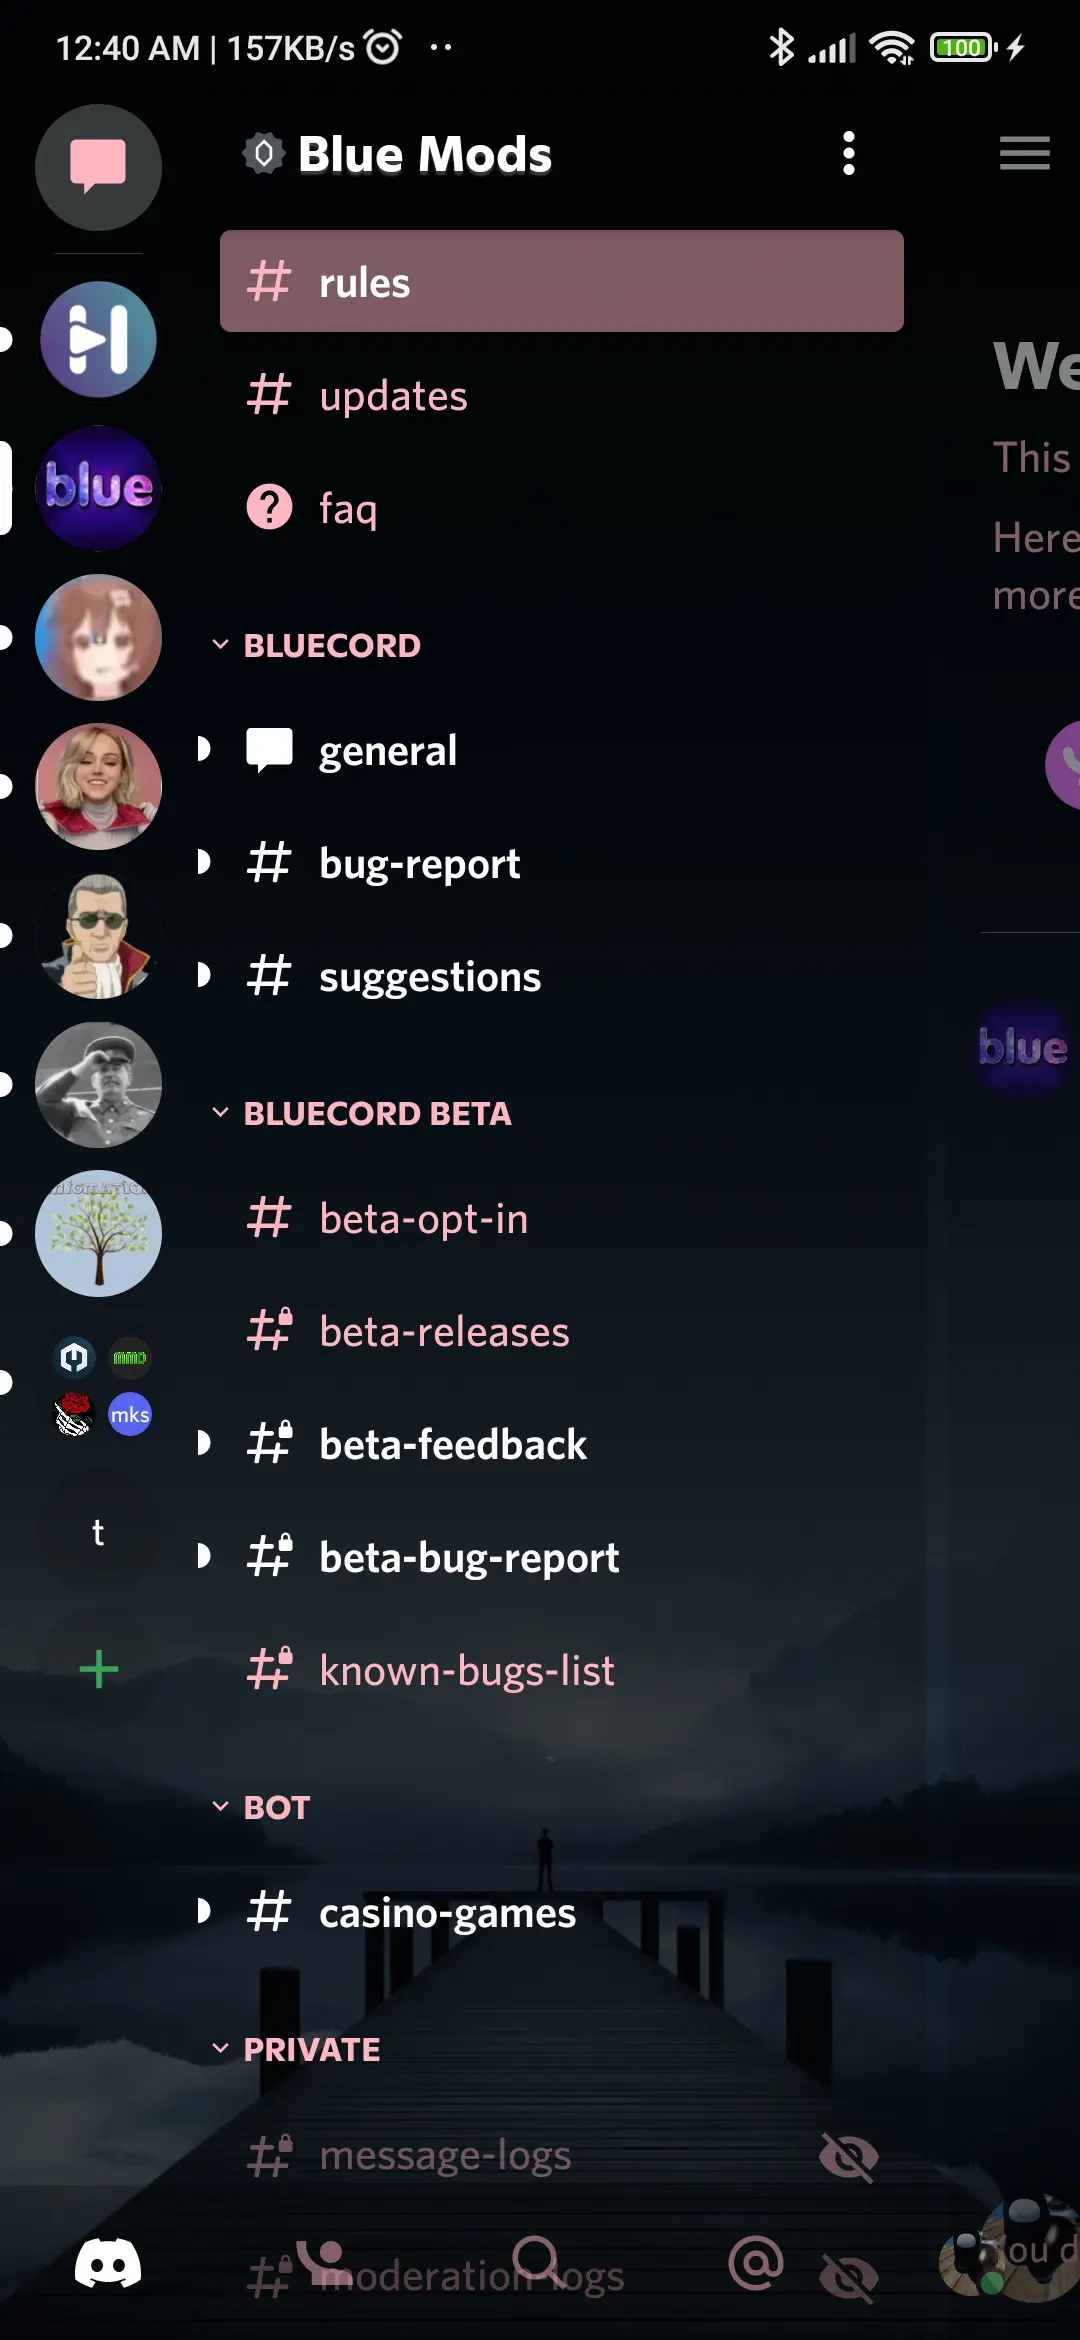 12:40 AM | 157KB/s
100
Blue Mods
rules
We
updates
This
blue
faq
Here
more
BLUECORD
general
bug-report
suggestions
blue
BLUECORD BETA
beta-opt-in
beta-releases
mmd
mks
beta-feedback
t
beta-bug-report
known-bugs-list
BOT
casino-games
PRIVATE
message-logs
moderation-logs
ou d